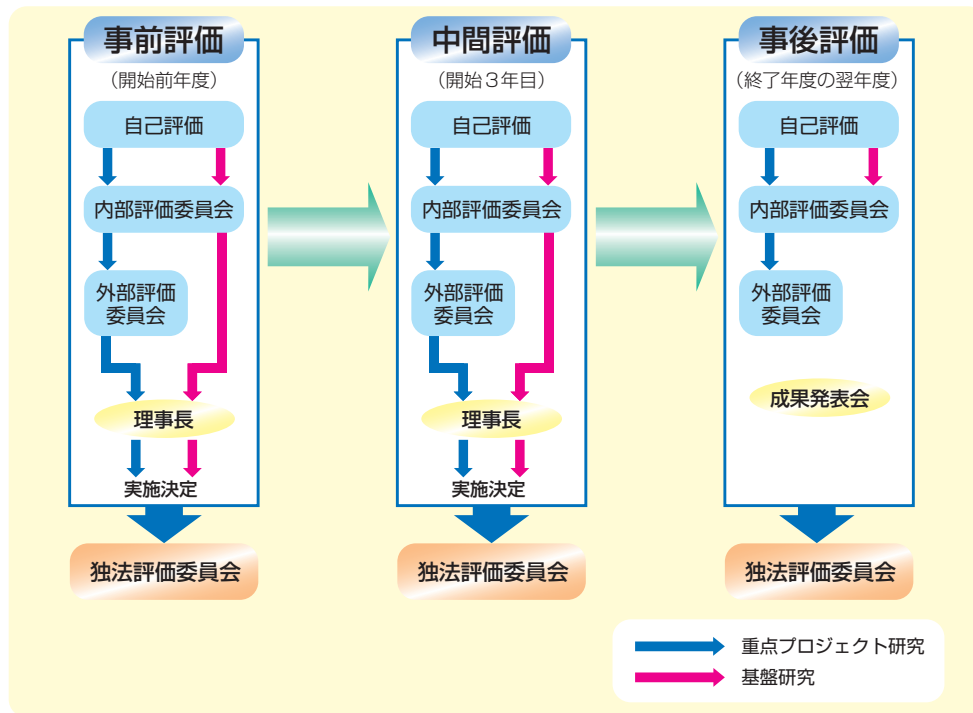 事前評価
(開始前年度)
自己評価
内部評価委員会
外部評価
委員会
理事長
実施決定
独法評価委員会
中間評価
(開始3年目)
自己評価
内部評価委員会
外部評価
委員会
理事長
実施決定
独法評価委員会
事後評価
(終了年度の翌年度)
自己評価
内部評価委員会
外部評価
委員会
成果発表会
独法評価委員会
重点プロジェクト研究
基盤研究